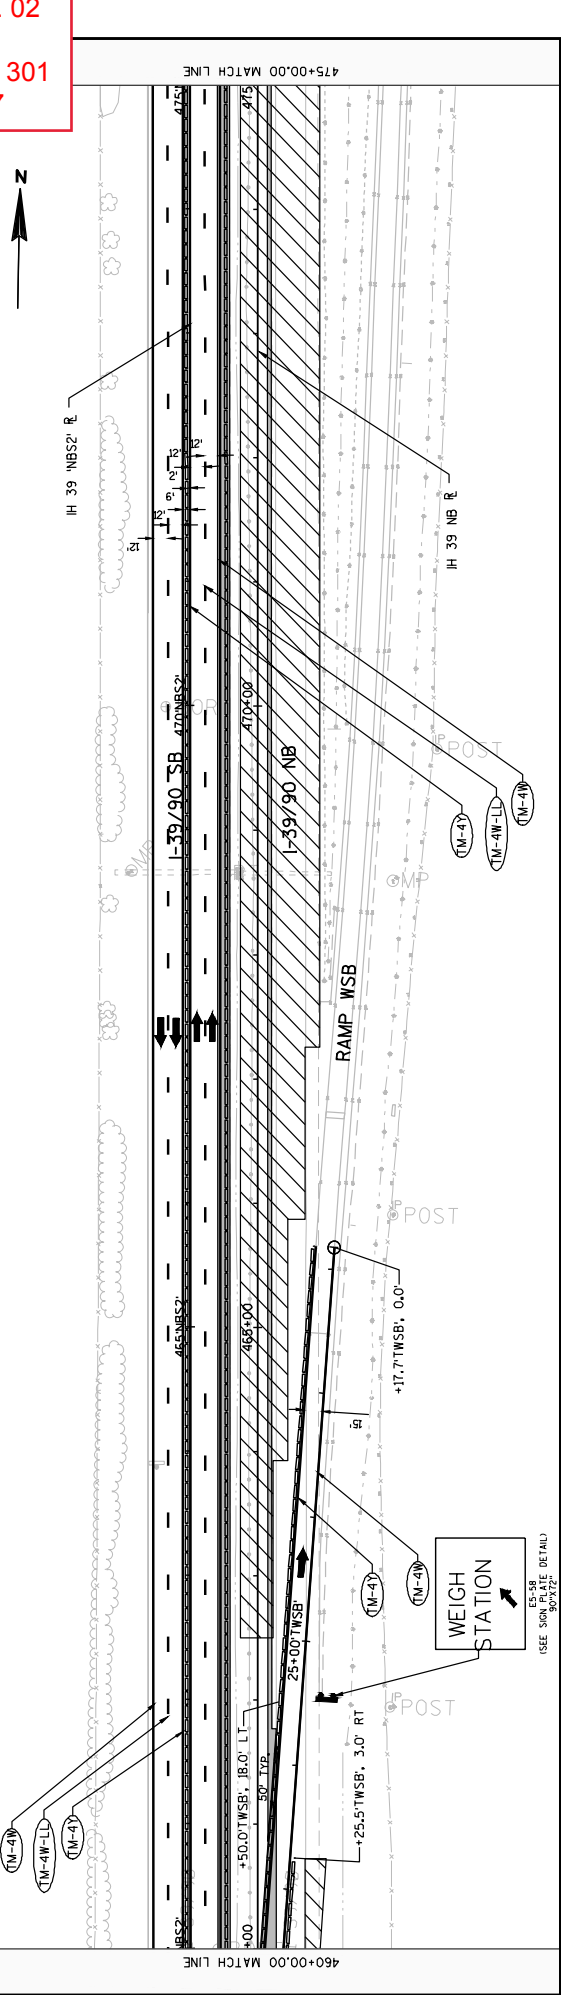 02
301
475+00.00 MATCH LINE
475'
475
N
IH 39 'NBS2' R
IH 39 NB R
12'
12'
2'
6'
12'
12'
470'NBS2'
470+00
I-39/90 SB
I-39/90 NB
POST
MP
MP
TM-4Y
TM-4W-LL
TM-4W
RAMP WSB
POST
465'NBS2'
465+00
+17.7'TWSB', 0.0'
15'
TM-4Y
TM-4W
WEIGH
STATION
E5-58
(SEE SIGN PLATE DETAIL)
90"X72"
25+00'TWSB'
POST
+50.0'TWSB', 18.0' LT
50' TYP.
+25.5'TWSB', 3.0' RT
TM-4W
TM-4W-LL
TM-4Y
NBS2'
+00
460+00.00 MATCH LINE